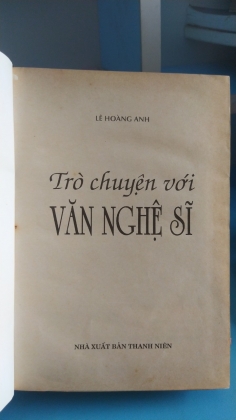 LÊ HOÀNG ANH
Trò chuyện với
VĂN NGHỆ SĨ
NHÀ XUẤT BẢN THANH NIÊN